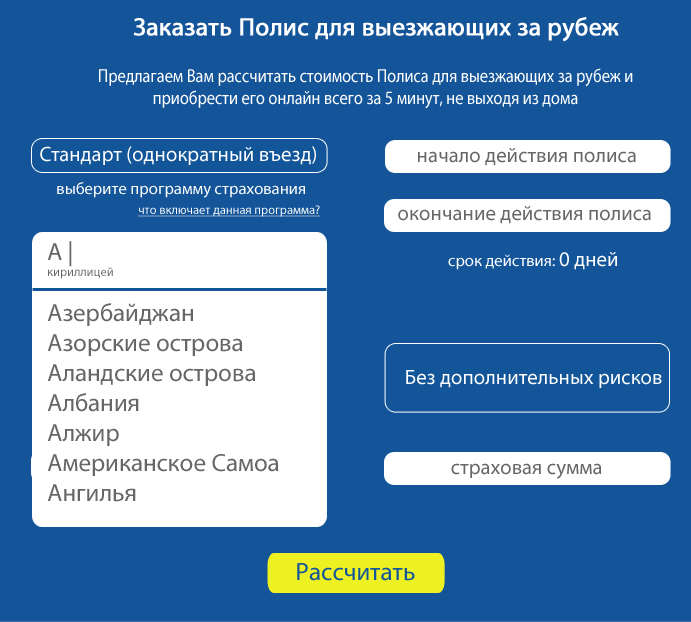 Заказать Полис для выезжающих за рубеж
Предлагаем Вам рассчитать стоимость Полиса для выезжающих за рубеж и
приобрести его онлайн всего за 5 минут, не выходя из дома
Стандарт (однократный въезд)
выберите программу страхования
что включает данная программа?
А |
кириллицей
Азербайджан
Азорские острова
Аландские острова
Албания
Алжир
Американское Самоа
Ангилья
начало действия полиса
окончание действия полиса
срок действия: 0 дней
Без дополнительных рисков
страховая сумма
Рассчитать